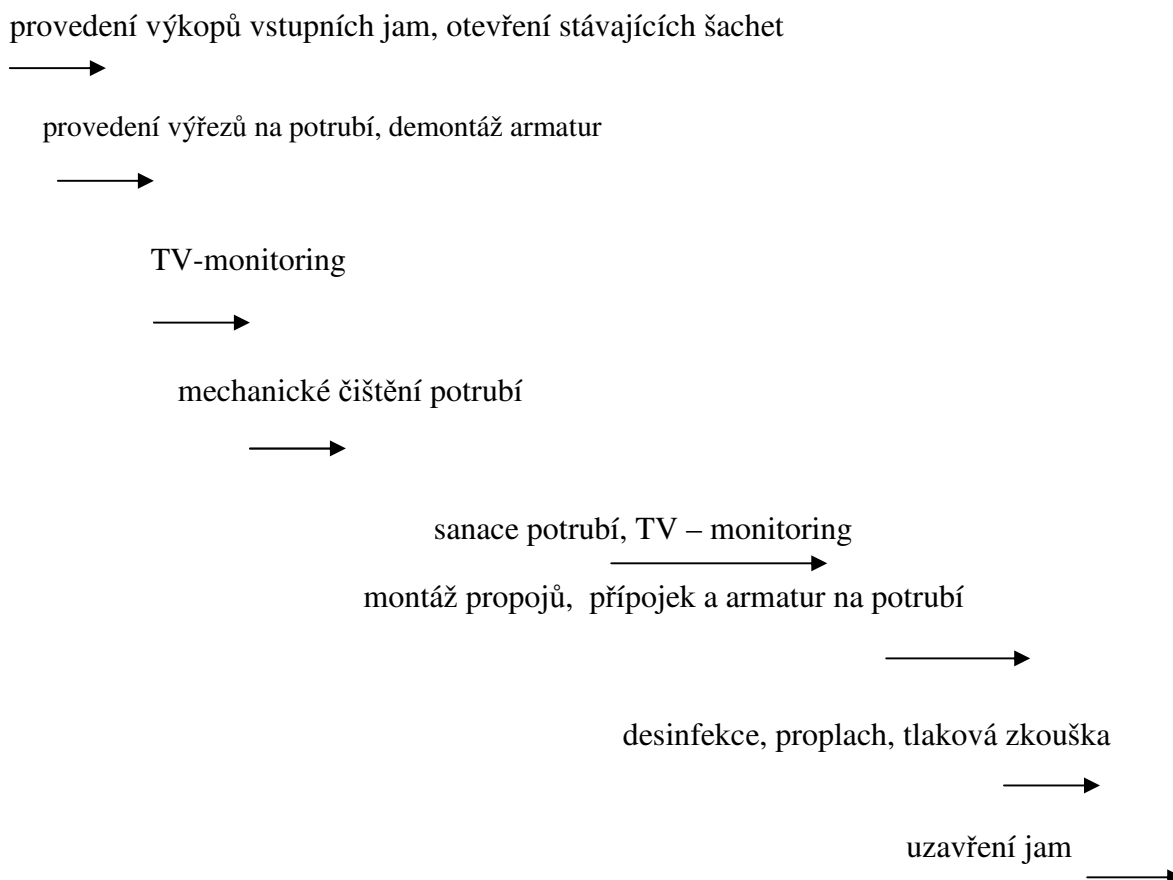 provedení výkopů vstupních jam, otevření stávajících šachet
provedení výřezů na potrubí, demontáž armatur
TV-monitoring
mechanické čištění potrubí
sanace potrubí, TV – monitoring
montáž propojů, přípojek a armatur na potrubí
desinfekce, proplach, tlaková zkouška
uzavření jam